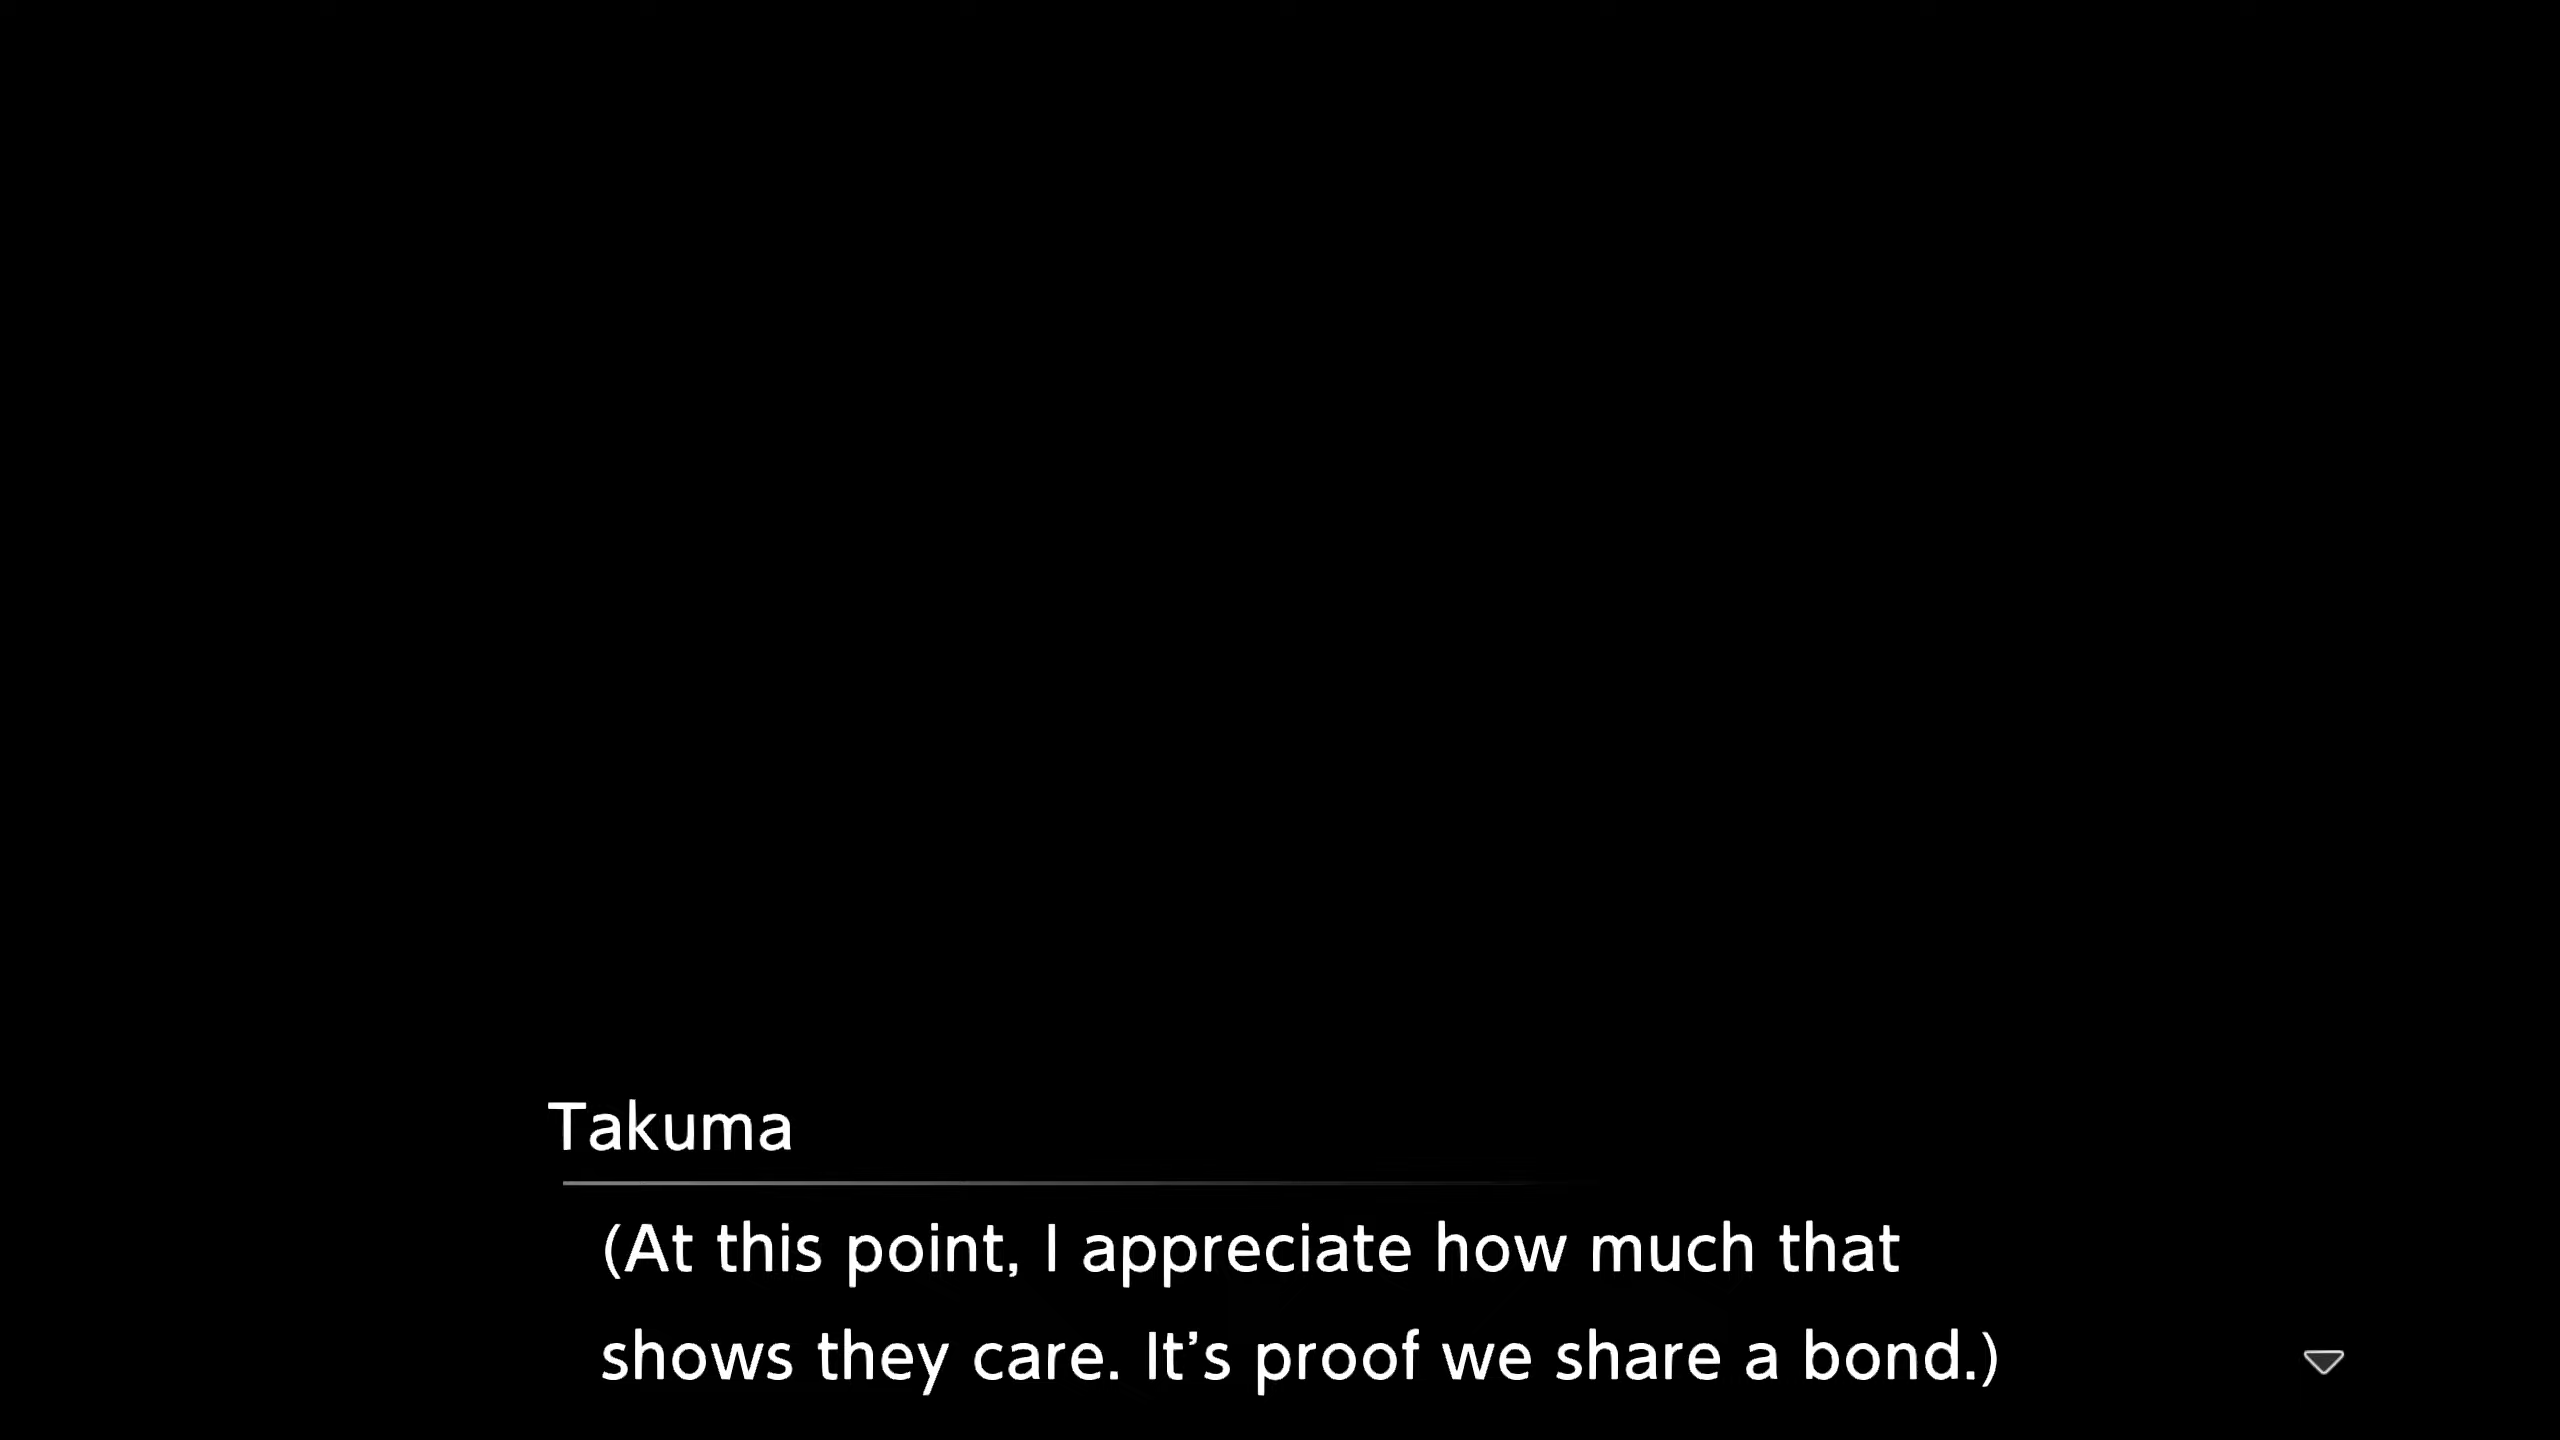 Takuma
(At this point, I appreciate how much that
shows they care. It’s proof we share a bond.)